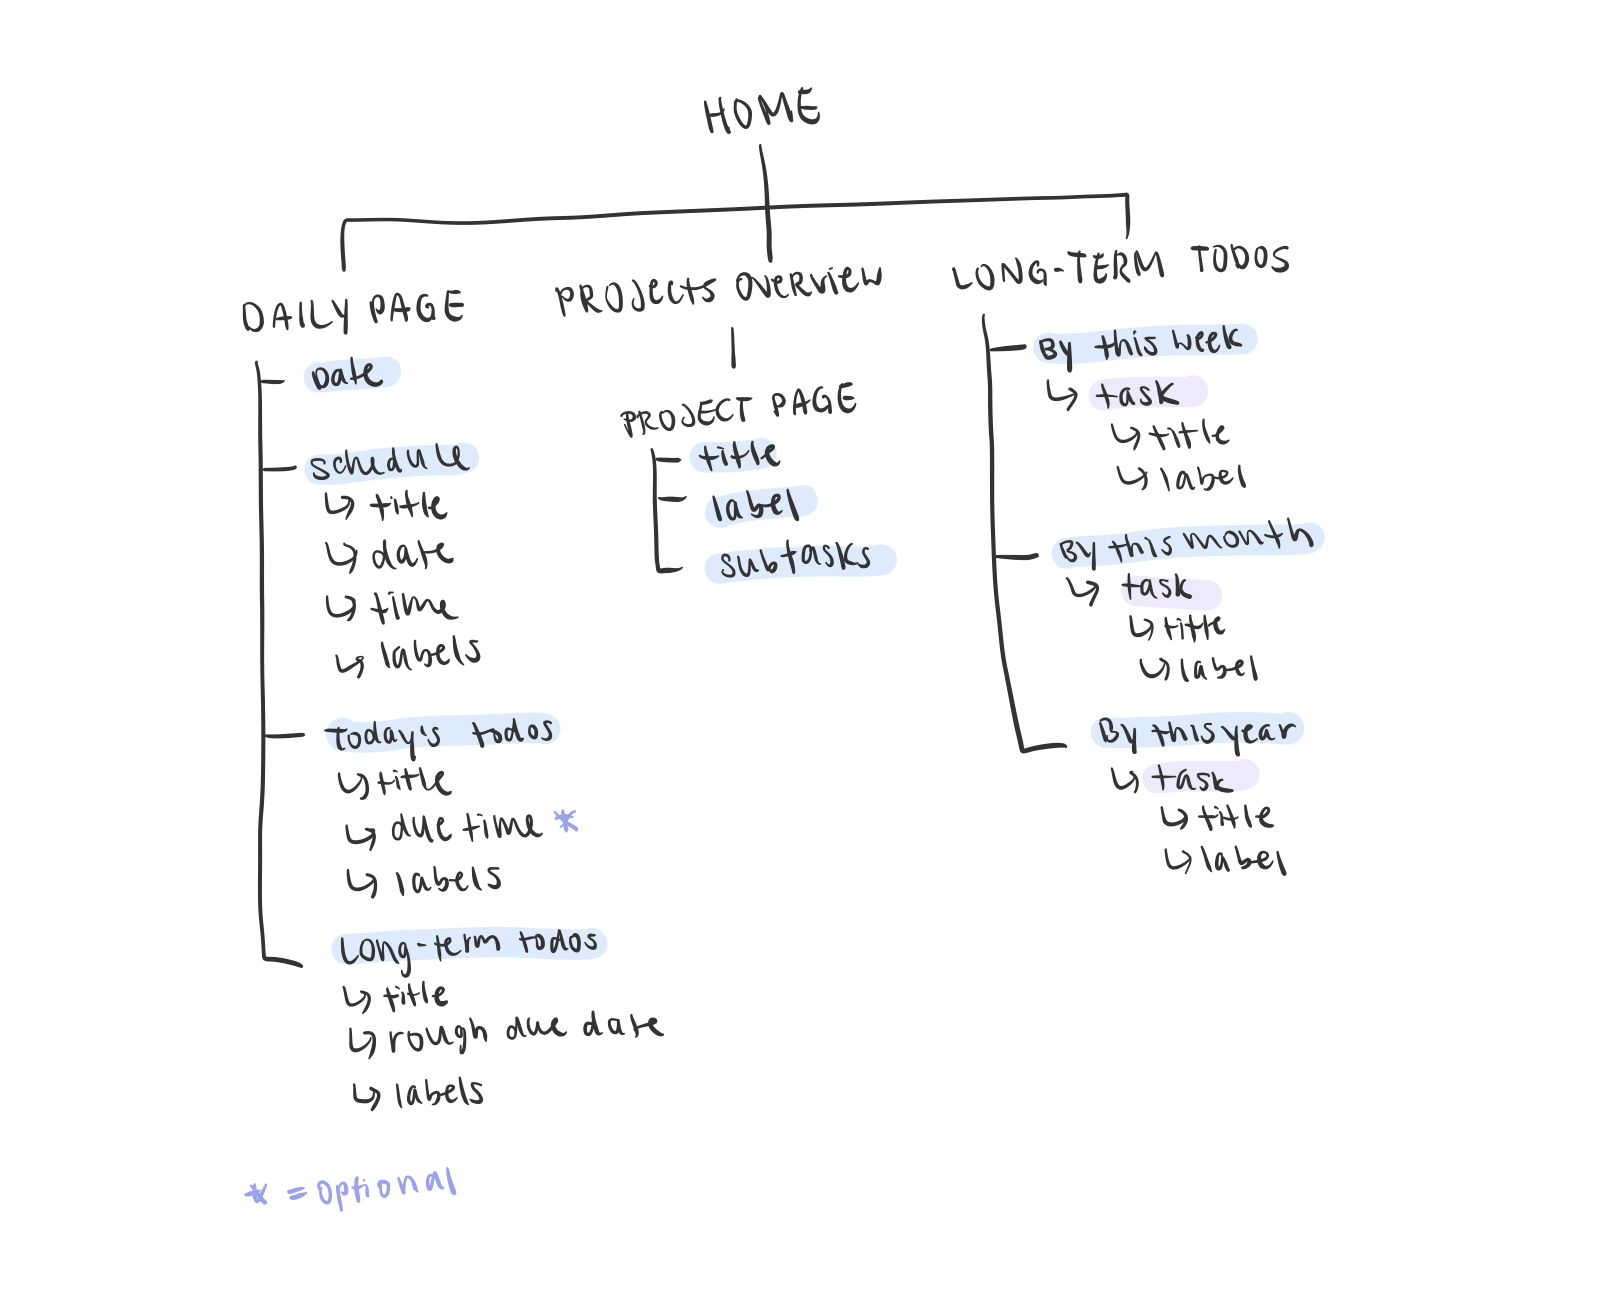 HOME
DAILY PAGE
Date
schedule
↳ title
↳ date
↳ time
↳ labels
Today's todos
↳ title
↳ due time *
↳ labels
Long-term todos
↳ title
↳ rough due date
↳ labels
* = optional
PROJECTS OVERVIEW
PROJECT PAGE
title
label
subtasks
LONG-TERM TODOS
By this week
↳ task
↳ title
↳ label
By this month
↳ task
↳ title
↳ label
By this year
↳ task
↳ title
↳ label